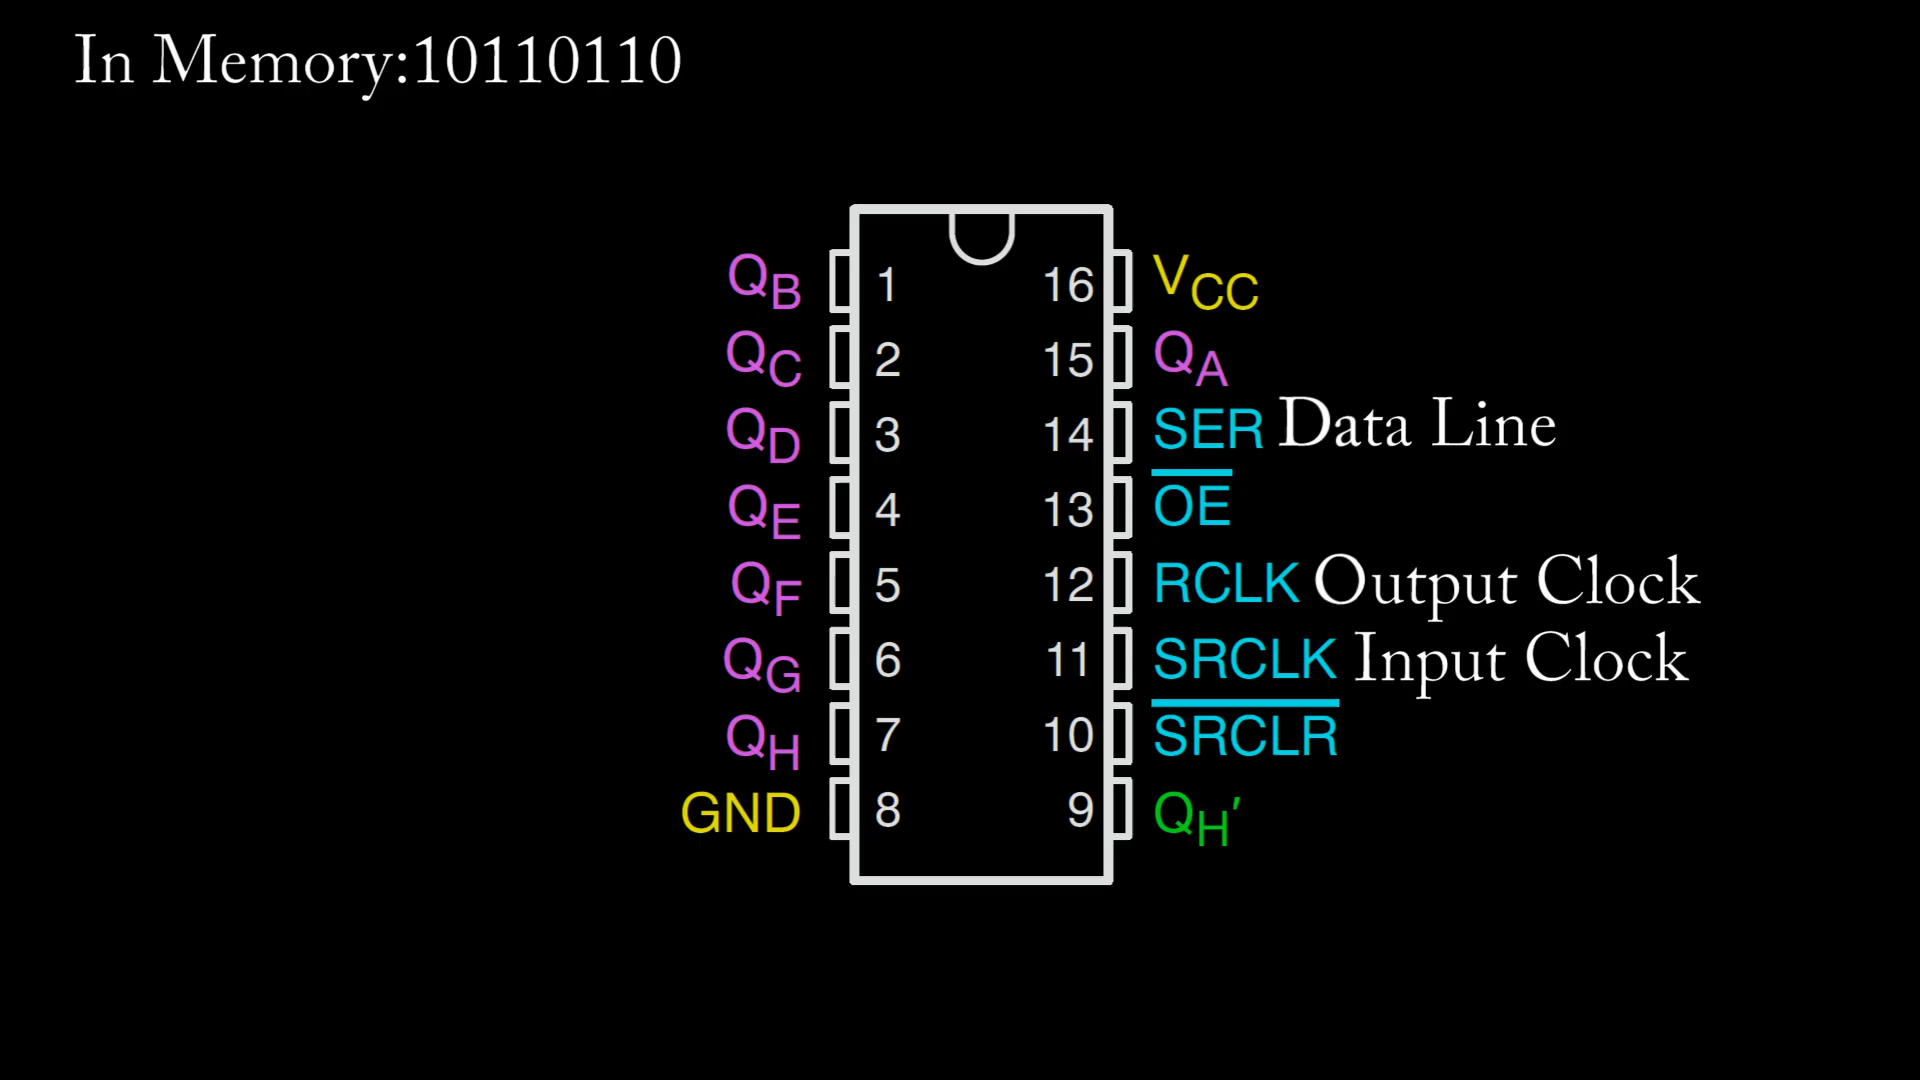 In Memory:10110110
QB 1 16 VCC
QC 2 15 QA
QD 3 14 SER Data Line
QE 4 13 OE
QF 5 12 RCLK Output Clock
QG 6 11 SRCLK Input Clock
QH 7 10 SRCLR
GND 8 9 QH'